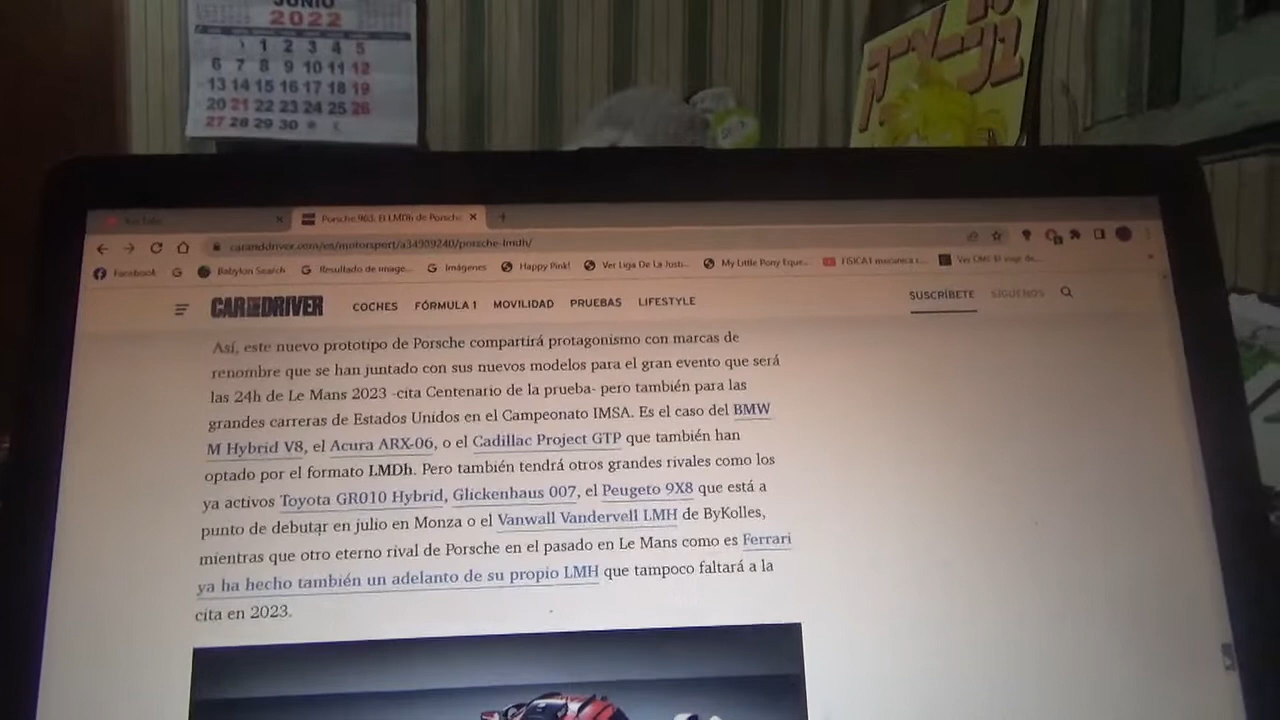 JUNIO
2022
1 2 3 4 5
6 7 8 9 10 11 12
13 14 15 16 17 18 19
20 21 22 23 24 25 26
27 28 29 30
YouTube
Porsche 963: El LMDh de Porsche
caranddriver.com/es/motorsport/a34939240/porsche-lmdh/
Facebook
G
Babylon Search
Resultado de image...
Imágenes
Happy Pink!
Ver Liga De La Justi...
My Little Pony Eque...
FISICA1 mecanica c...
CAR AND DRIVER
COCHES FÓRMULA 1 MOVILIDAD PRUEBAS LIFESTYLE
SUSCRÍBETE SÍGUENOS
Así, este nuevo prototipo de Porsche compartirá protagonismo con marcas de
renombre que se han juntado con sus nuevos modelos para el gran evento que será
las 24h de Le Mans 2023 -cita Centenario de la prueba- pero también para las
grandes carreras de Estados Unidos en el Campeonato IMSA. Es el caso del BMW
M Hybrid V8, el Acura ARX-06, o el Cadillac Project GTP que también han
optado por el formato LMDh. Pero también tendrá otros grandes rivales como los
ya activos Toyota GR010 Hybrid, Glickenhaus 007, el Peugeto 9X8 que está a
punto de debutar en julio en Monza o el Vanwall Vandervell LMH de ByKolles,
mientras que otro eterno rival de Porsche en el pasado en Le Mans como es Ferrari
ya ha hecho también un adelanto de su propio LMH que tampoco faltará a la
cita en 2023.